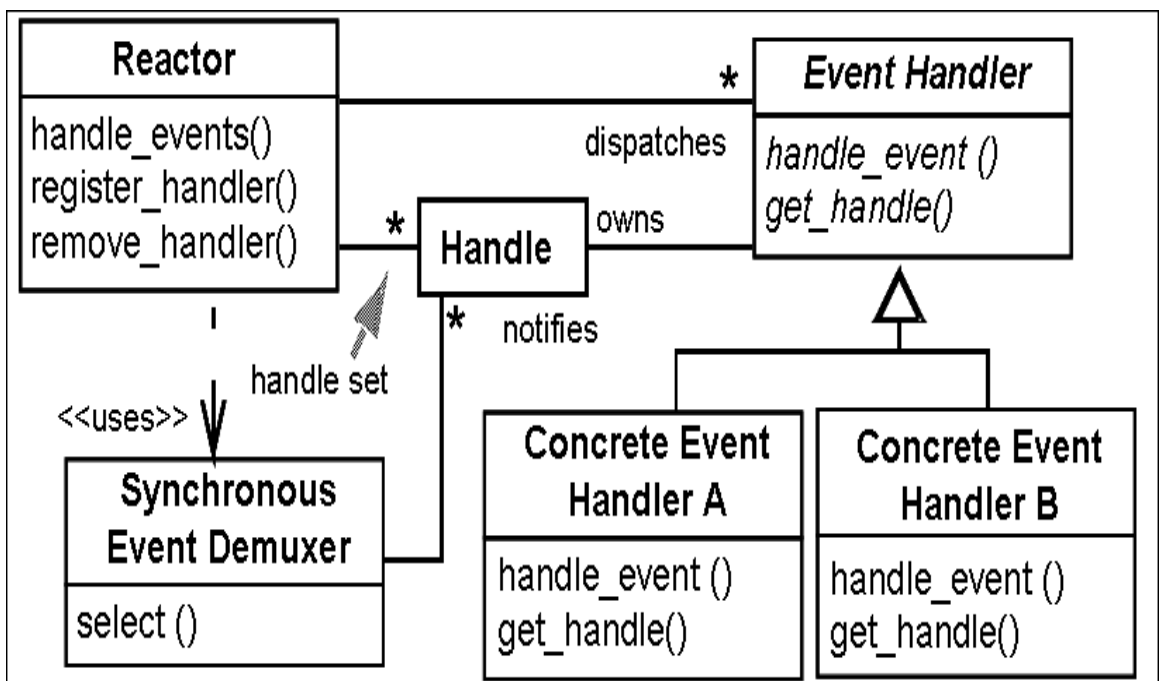 Reactor
handle_events()
register_handler()
remove_handler()
*
dispatches
Event Handler
handle_event ()
get_handle()
*
Handle
owns
*
notifies
handle set
<<uses>>
Synchronous
Event Demuxer
select ()
Concrete Event
Handler A
handle_event ()
get_handle()
Concrete Event
Handler B
handle_event ()
get_handle()